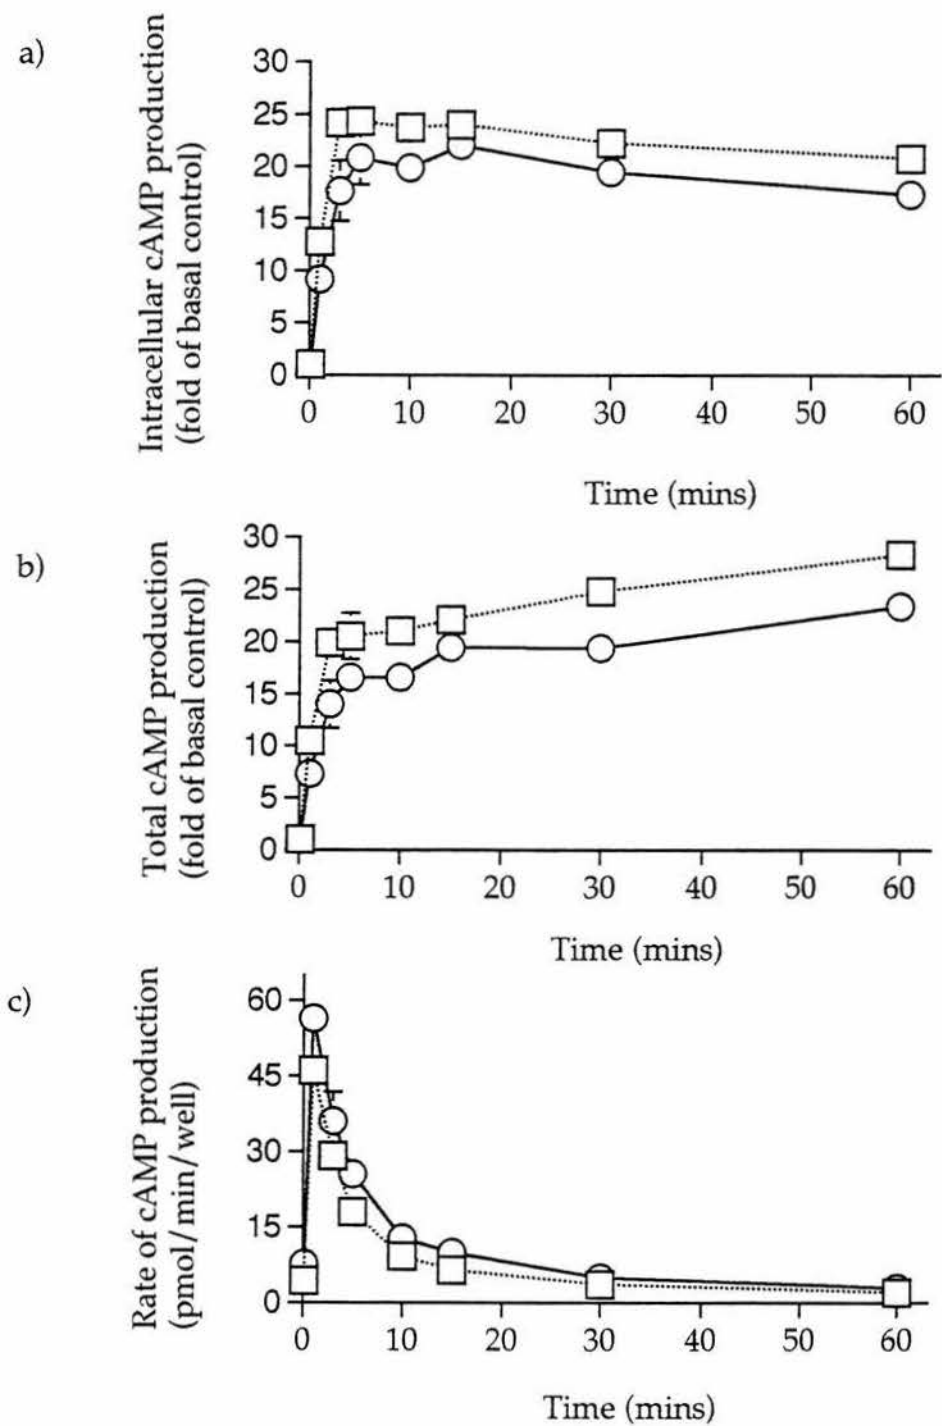 a)
Intracellular cAMP production
(fold of basal control)
30
25
20
15
10
5
0
0 10 20 30 40 50 60
Time (mins)
b)
Total cAMP production
(fold of basal control)
30
25
20
15
10
5
0
0 10 20 30 40 50 60
Time (mins)
c)
Rate of cAMP production
(pmol/min/well)
60
45
30
15
0
0 10 20 30 40 50 60
Time (mins)